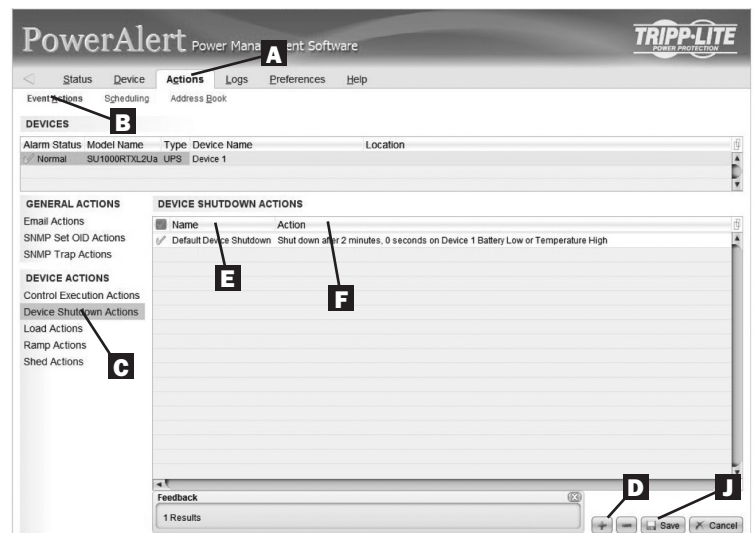 PowerAlert Power Management Software
TRIPP·LITE
POWER PROTECTION
A
Status Device Actions Logs Preferences Help
Event Actions Scheduling Address Book
B
DEVICES
Alarm Status Model Name Type Device Name Location
Normal SU1000RTXL2Ua UPS Device 1
GENERAL ACTIONS
Email Actions
SNMP Set OID Actions
SNMP Trap Actions
DEVICE ACTIONS
Control Execution Actions
Device Shutdown Actions
Load Actions
Ramp Actions
Shed Actions
C
DEVICE SHUTDOWN ACTIONS
Name Action
Default Device Shutdown Shut down after 2 minutes, 0 seconds on Device 1 Battery Low or Temperature High
E
F
Feedback
1 Results
D
J
Save Cancel